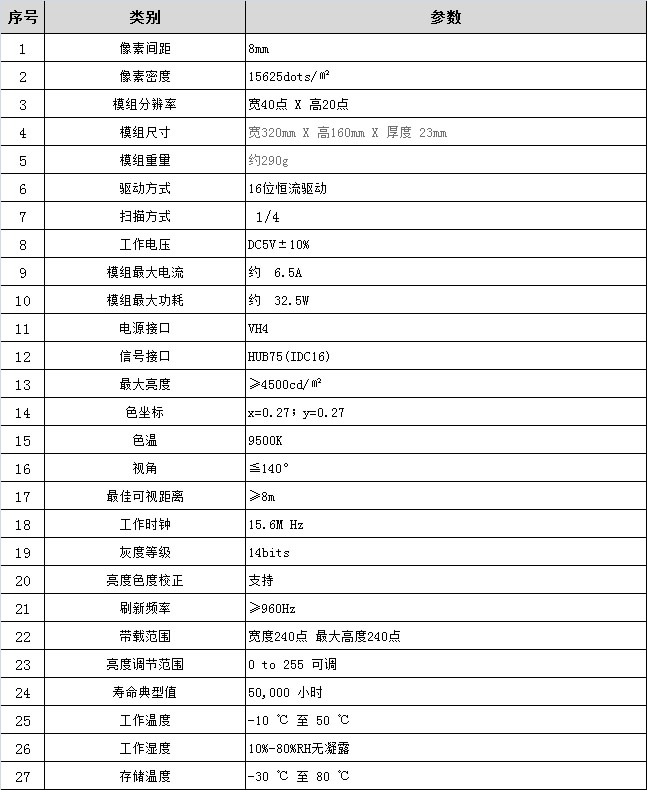 序号 类别 参数
1 像素间距 8mm
2 像素密度 15625dots/㎡
3 模组分辨率 宽40点 X 高20点
4 模组尺寸 宽320mm X 高160mm X 厚度 23mm
5 模组重量 约290g
6 驱动方式 16位恒流驱动
7 扫描方式 1/4
8 工作电压 DC5V±10%
9 模组最大电流 约 6.5A
10 模组最大功耗 约 32.5W
11 电源接口 VH4
12 信号接口 HUB75(IDC16)
13 最大亮度 ≥4500cd/㎡
14 色坐标 x=0.27；y=0.27
15 色温 9500K
16 视角 ≦140°
17 最佳可视距离 ≥8m
18 工作时钟 15.6M Hz
19 灰度等级 14bits
20 亮度色度校正 支持
21 刷新频率 ≥960Hz
22 带载范围 宽度240点 最大高度240点
23 亮度调节范围 0 to 255 可调
24 寿命典型值 50,000 小时
25 工作温度 -10 ℃ 至 50 ℃
26 工作湿度 10%-80%RH无凝露
27 存储温度 -30 ℃ 至 80 ℃